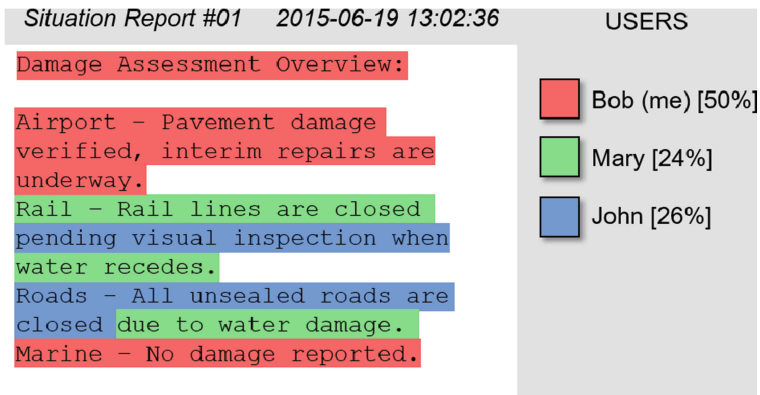 Situation Report #01 2015-06-19 13:02:36
USERS
Damage Assessment Overview:
Airport – Pavement damage
verified, interim repairs are
underway.
Rail – Rail lines are closed
pending visual inspection when
water recedes.
Roads – All unsealed roads are
closed due to water damage.
Marine – No damage reported.
Bob (me) [50%]
Mary [24%]
John [26%]